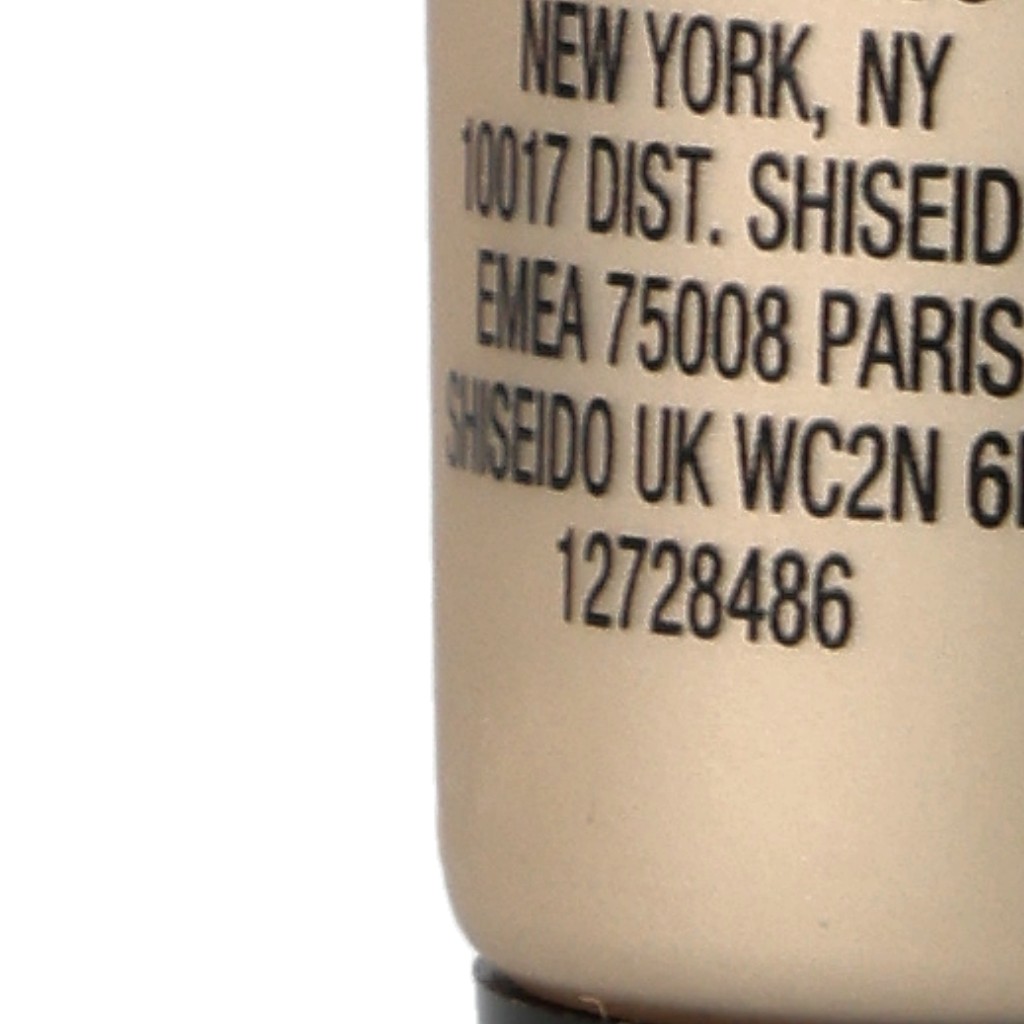 NEW YORK, NY
10017 DIST. SHISEID
EMEA 75008 PARIS
SHISEIDO UK WC2N 6
12728486